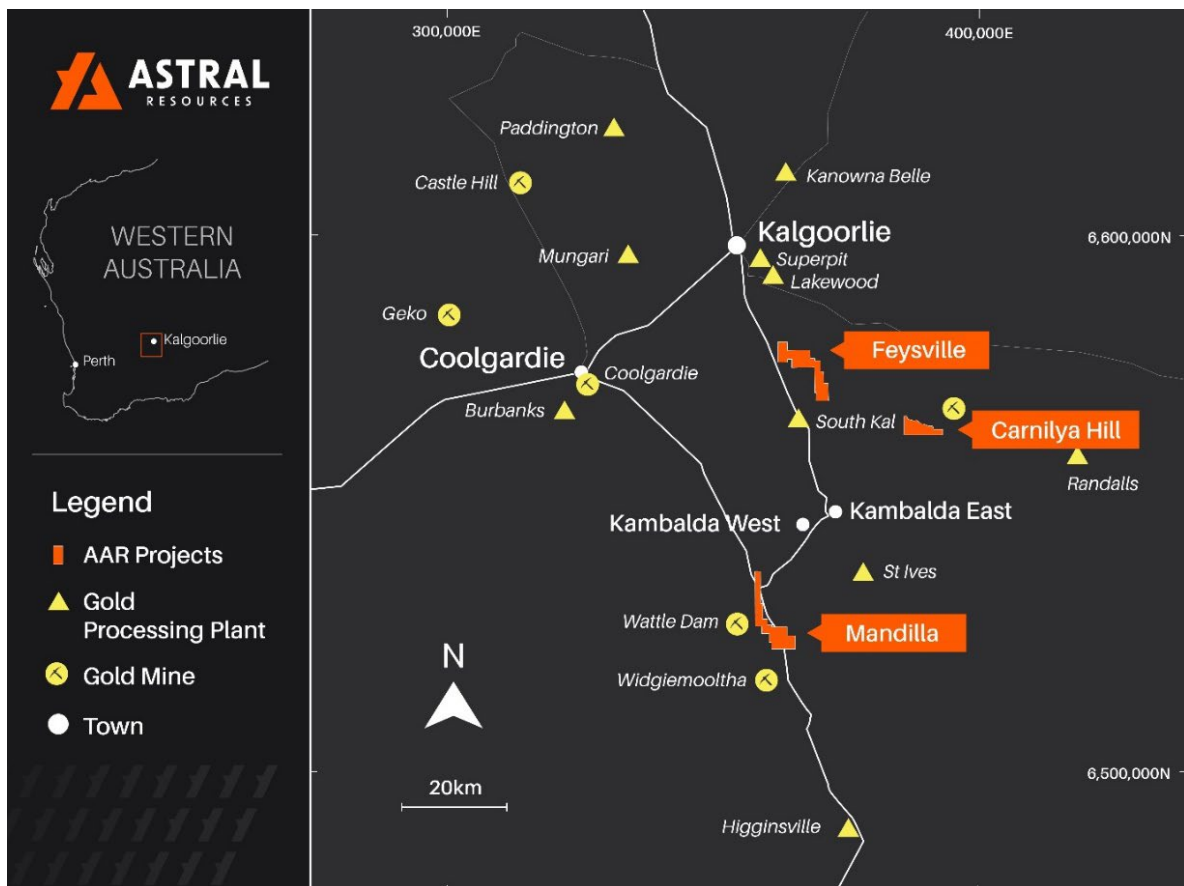 ASTRAL
RESOURCES
WESTERN
AUSTRALIA
Perth
Kalgoorlie
Legend
AAR Projects
Gold
Processing Plant
Gold Mine
Town
300,000E
400,000E
Paddington
Castle Hill
Kanowna Belle
Kalgoorlie
6,600,000N
Mungari
Superpit
Lakewood
Geko
Feysville
Coolgardie
Coolgardie
Burbanks
South Kal
Carnilya Hill
Randalls
Kambalda West
Kambalda East
St Ives
Wattle Dam
Mandilla
N
Widgiemooltha
20km
6,500,000N
Higginsville